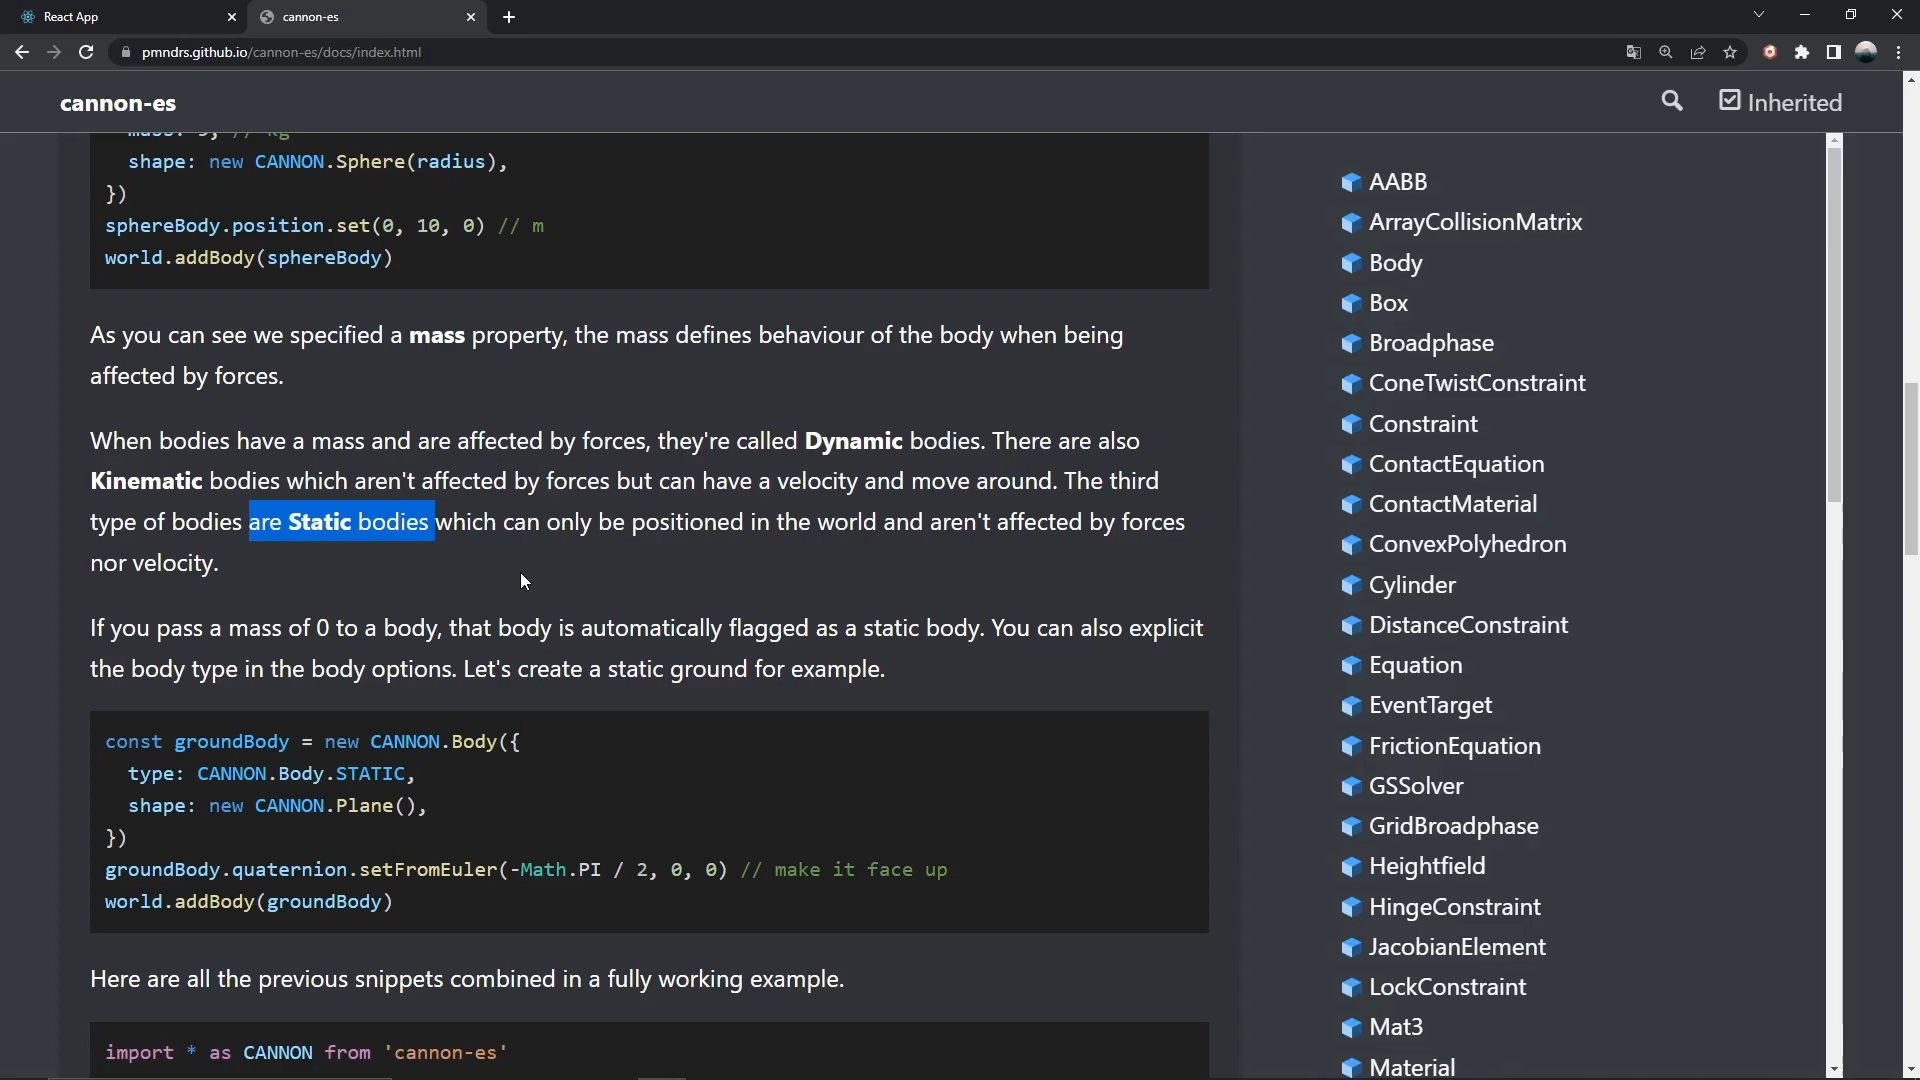 React App
cannon-es
pmndrs.github.io/cannon-es/docs/index.html
cannon-es
Inherited
mass: 5, // kg
shape: new CANNON.Sphere(radius),
})
sphereBody.position.set(0, 10, 0) // m
world.addBody(sphereBody)
As you can see we specified a mass property, the mass defines behaviour of the body when being
affected by forces.
When bodies have a mass and are affected by forces, they're called Dynamic bodies. There are also
Kinematic bodies which aren't affected by forces but can have a velocity and move around. The third
type of bodies are Static bodies which can only be positioned in the world and aren't affected by forces
nor velocity.
If you pass a mass of 0 to a body, that body is automatically flagged as a static body. You can also explicit
the body type in the body options. Let's create a static ground for example.
const groundBody = new CANNON.Body({
type: CANNON.Body.STATIC,
shape: new CANNON.Plane(),
})
groundBody.quaternion.setFromEuler(-Math.PI / 2, 0, 0) // make it face up
world.addBody(groundBody)
Here are all the previous snippets combined in a fully working example.
import * as CANNON from 'cannon-es'
AABB
ArrayCollisionMatrix
Body
Box
Broadphase
ConeTwistConstraint
Constraint
ContactEquation
ContactMaterial
ConvexPolyhedron
Cylinder
DistanceConstraint
Equation
EventTarget
FrictionEquation
GSSolver
GridBroadphase
Heightfield
HingeConstraint
JacobianElement
LockConstraint
Mat3
Material